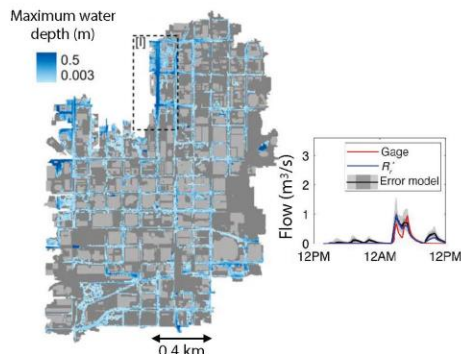 Maximum water
depth (m)
0.5
0.003
[i]
0.4 km
Flow (m³/s)
3
2
1
0
Gage
Error model
12PM
12AM
12PM